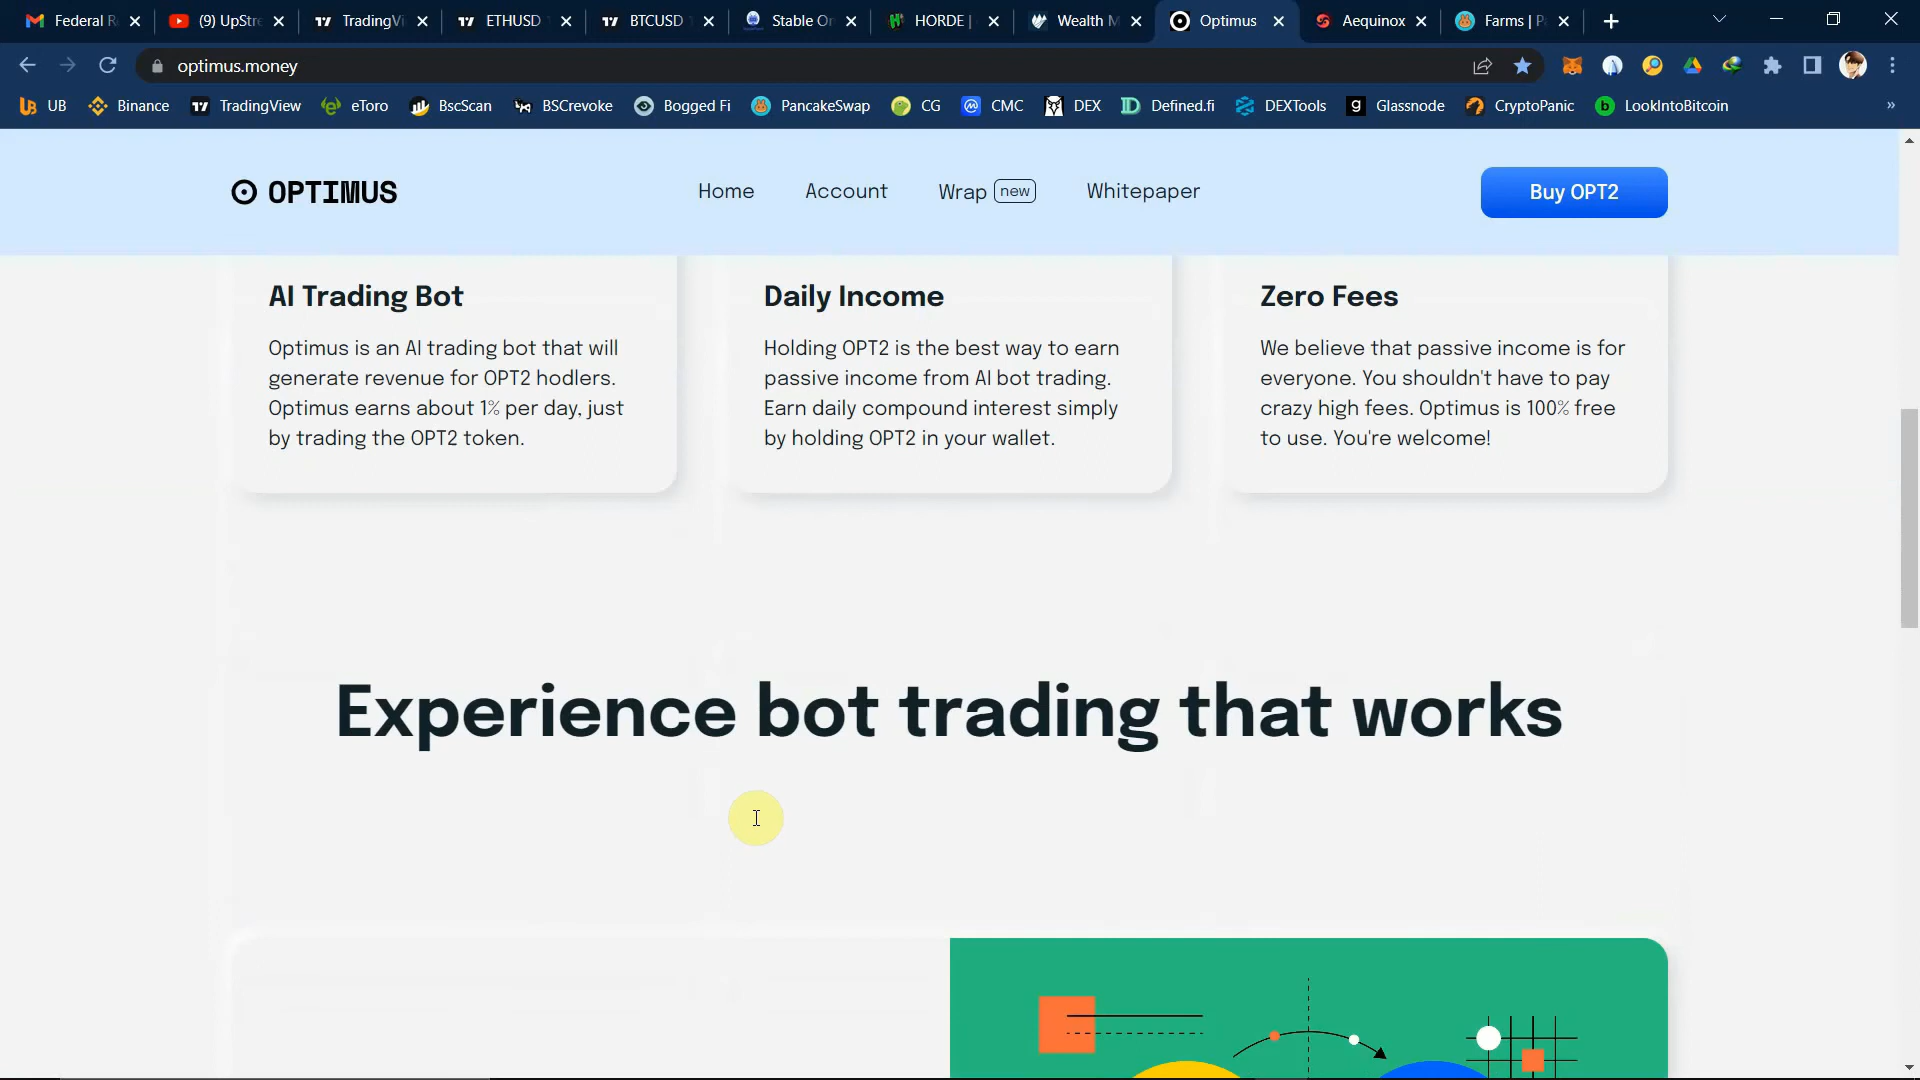 Federal R
(9) UpStre
TradingVi
ETHUSD
BTCUSD
Stable Or
HORDE |
Wealth M
Optimus
Aequinox
Farms | P
optimus.money
UB
Binance
TradingView
eToro
BscScan
BSCrevoke
Bogged Fi
PancakeSwap
CG
CMC
DEX
Defined.fi
DEXTools
Glassnode
CryptoPanic
LookIntoBitcoin
OPTIMUS
Home
Account
Wrap new
Whitepaper
Buy OPT2
AI Trading Bot
Optimus is an AI trading bot that will
generate revenue for OPT2 hodlers.
Optimus earns about 1% per day, just
by trading the OPT2 token.
Daily Income
Holding OPT2 is the best way to earn
passive income from AI bot trading.
Earn daily compound interest simply
by holding OPT2 in your wallet.
Zero Fees
We believe that passive income is for
everyone. You shouldn't have to pay
crazy high fees. Optimus is 100% free
to use. You're welcome!
Experience bot trading that works